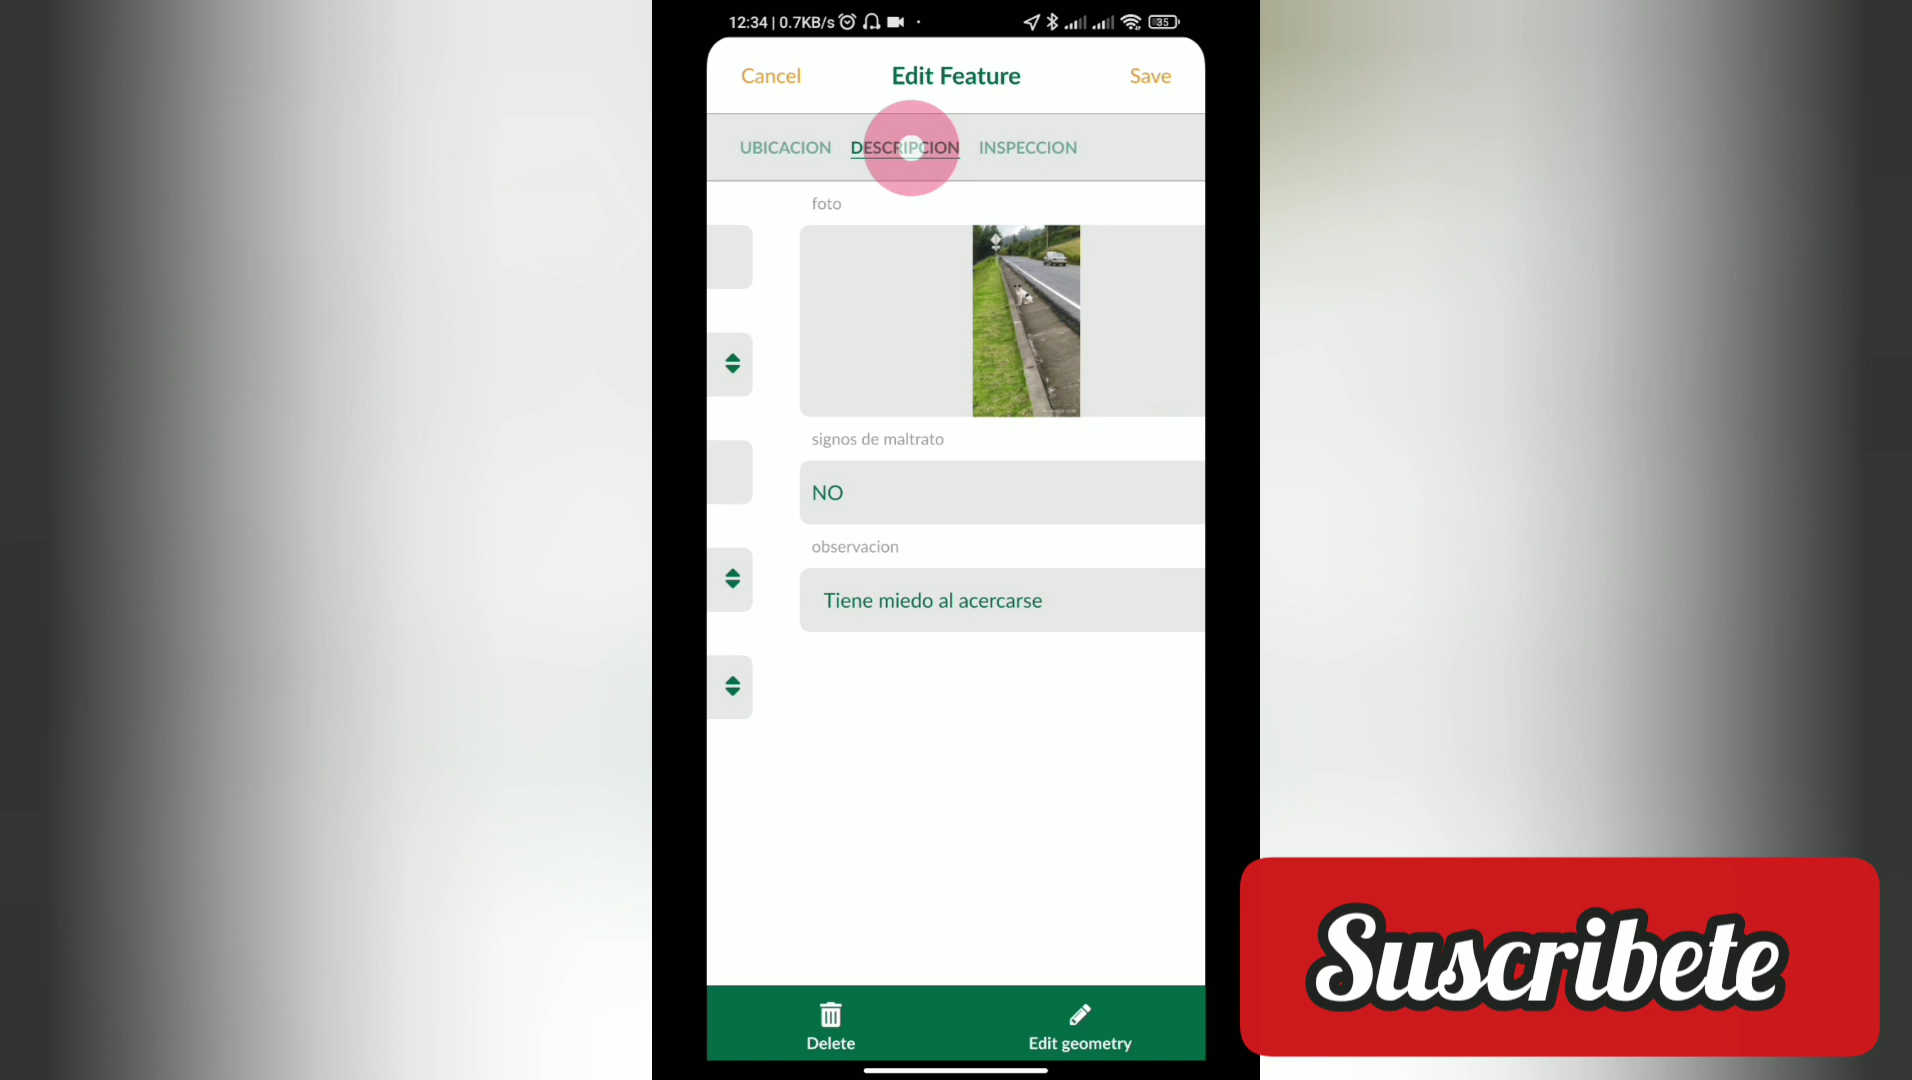 12:34 | 0.7KB/s
35
Cancel
Edit Feature
Save
UBICACION
DESCRIPCION
INSPECCION
foto
signos de maltrato
NO
observacion
Tiene miedo al acercarse
Delete
Edit geometry
Suscribete